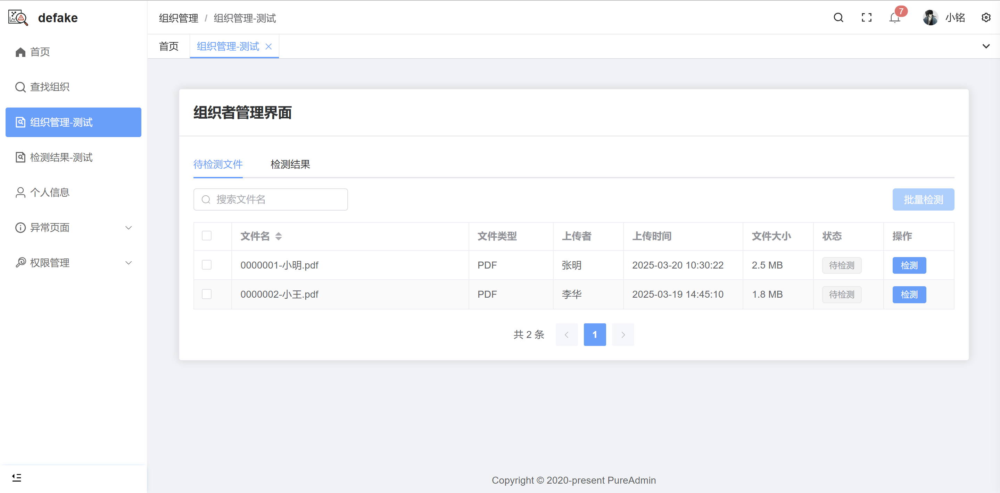 defake
组织管理 / 组织管理-测试
7
小铭
首页
组织管理-测试
首页
查找组织
组织管理-测试
检测结果-测试
个人信息
异常页面
权限管理
组织者管理界面
待检测文件 检测结果
搜索文件名
批量检测
文件名 文件类型 上传者 上传时间 文件大小 状态 操作
0000001-小明.pdf PDF 张明 2025-03-20 10:30:22 2.5 MB 待检测 检测
0000002-小王.pdf PDF 李华 2025-03-19 14:45:10 1.8 MB 待检测 检测
共 2 条 1
Copyright © 2020-present PureAdmin